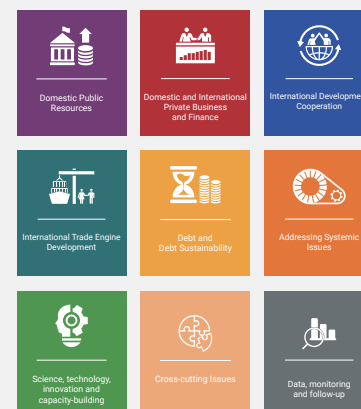 Domestic Public
Resources
Domestic and International
Private Business
and Finance
International Developme
Cooperation
International Trade Engine
Development
Debt and
Debt Sustainability
Addressing Systemic
Issues
Science, technology,
innovation and
capacity-building
Cross-cutting Issues
Data, monitoring
and follow-up